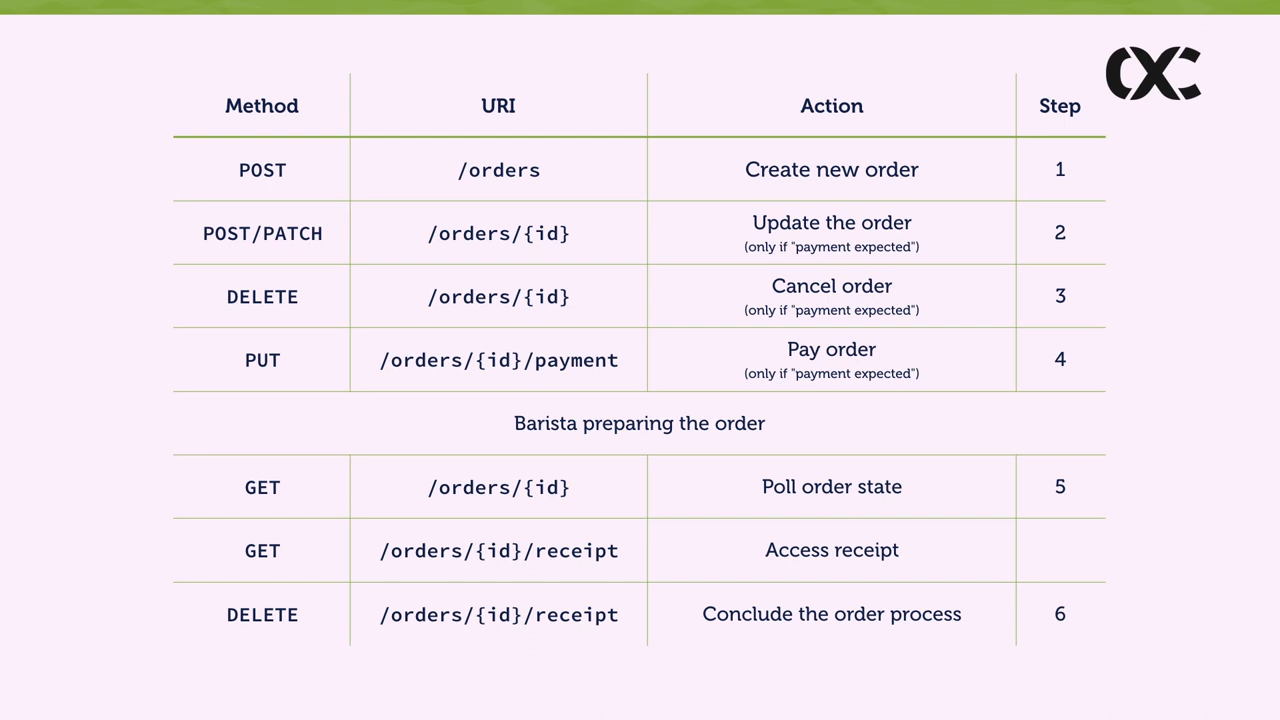 Method URI Action Step
POST /orders Create new order 1
POST/PATCH /orders/{id} Update the order (only if "payment expected") 2
DELETE /orders/{id} Cancel order (only if "payment expected") 3
PUT /orders/{id}/payment Pay order (only if "payment expected") 4
Barista preparing the order
GET /orders/{id} Poll order state 5
GET /orders/{id}/receipt Access receipt
DELETE /orders/{id}/receipt Conclude the order process 6